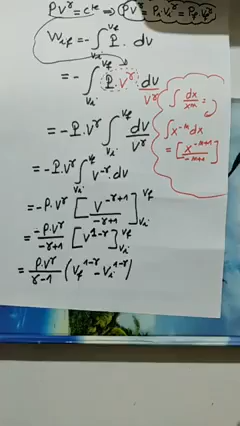 PV^γ = c^te ⇒ PV^γ = P_i V_i^γ = P_f V_f^γ
W_if = - ∫_{V_i}^{V_f} P . dV
= - ∫_{V_i}^{V_f} P V^γ dV/V^γ
= - P.V^γ ∫_{V_i}^{V_f} dV/V^γ
= - P.V^γ ∫_{V_i}^{V_f} V^{-γ} . dV
= - P.V^γ [V^{-γ+1}/(-γ+1)]_{V_i}^{V_f}
= -P.V^γ/(-γ+1) [V^{1-γ}]_{V_i}^{V_f}
= P.V^γ/(γ-1) (V_f^{1-γ} - V_i^{1-γ})
∫ dx/x^n =
∫ x^{-n} dx
= [x^{-n+1}/(-n+1)]